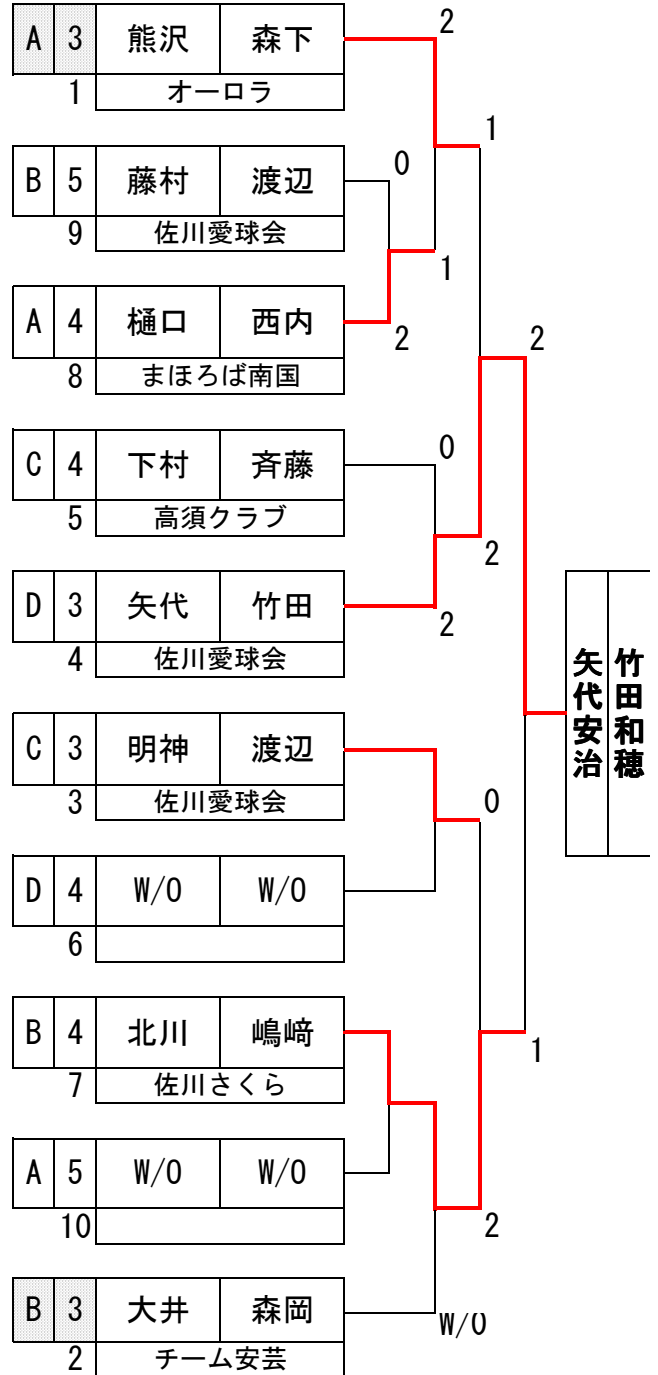 A 3 熊沢 森下 2
1 オーロラ
1
B 5 藤村 渡辺 0
9 佐川愛球会
1
A 4 樋口 西内 2
8 まほろば南国
2
C 4 下村 斉藤 0
5 高須クラブ
2
D 3 矢代 竹田 2
4 佐川愛球会
矢代安治
竹田和穂
C 3 明神 渡辺
3 佐川愛球会
0
D 4 W/O W/O
6
B 4 北川 嶋﨑
7 佐川さくら
1
A 5 W/O W/O
10
2
B 3 大井 森岡 W/O
2 チーム安芸